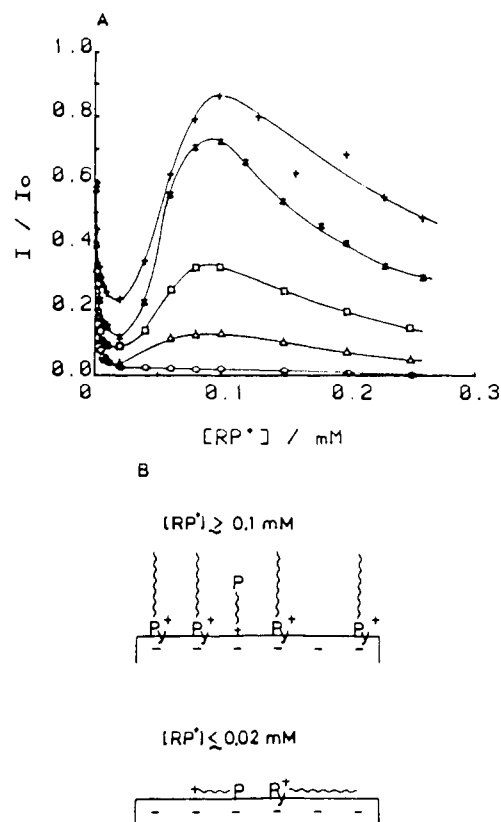 A
1.0
0.8
0.6
0.4
0.2
0.0
I / Io
0 0.1 0.2 0.3
[RP⁺] / mM
B
[RP⁺] ≳ 0.1 mM
P
Py⁺ Py⁺ + Py⁺ Py⁺
- - - - - -
[RP⁺] ≲ 0.02 mM
+ P Py⁺
- - - - - -